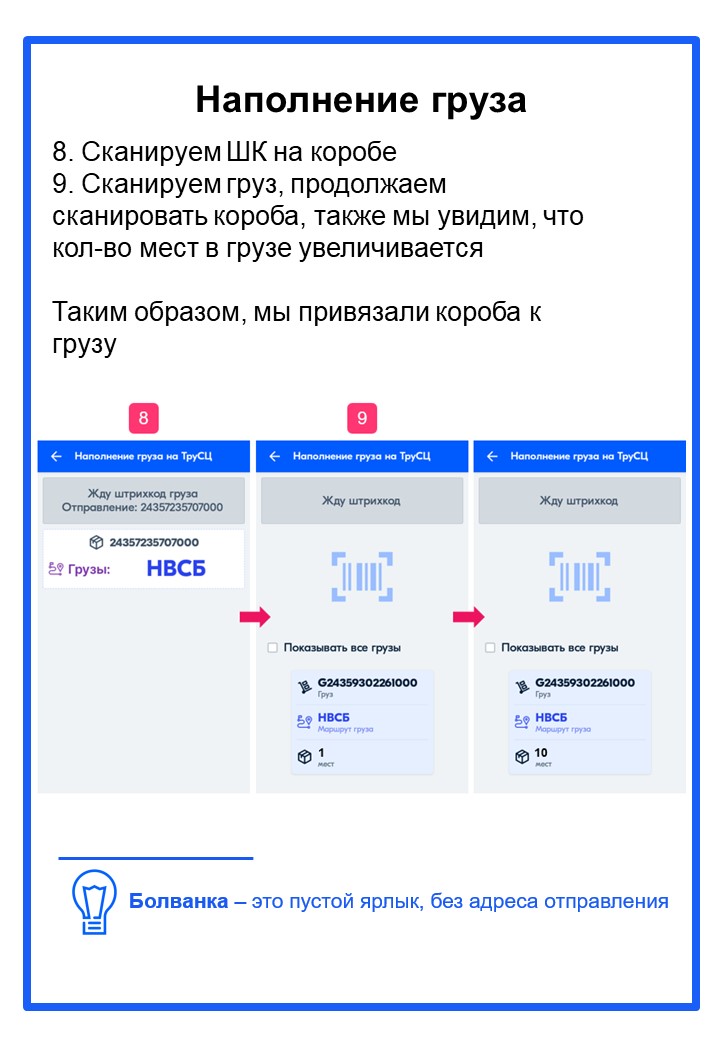 Наполнение груза
8. Сканируем ШК на коробе
9. Сканируем груз, продолжаем
сканировать короба, также мы увидим, что
кол-во мест в грузе увеличивается
Таким образом, мы привязали короба к
грузу
8
Наполнение груза на ТруСЦ
Жду штрихкод груза
Отправление: 24357235707000
24357235707000
Грузы: НВСБ
9
Наполнение груза на ТруСЦ
Жду штрихкод
Показывать все грузы
G24359302261000
Груз
НВСБ
Маршрут груза
1
мест
Наполнение груза на ТруСЦ
Жду штрихкод
Показывать все грузы
G24359302261000
Груз
НВСБ
Маршрут груза
10
мест
Болванка – это пустой ярлык, без адреса отправления